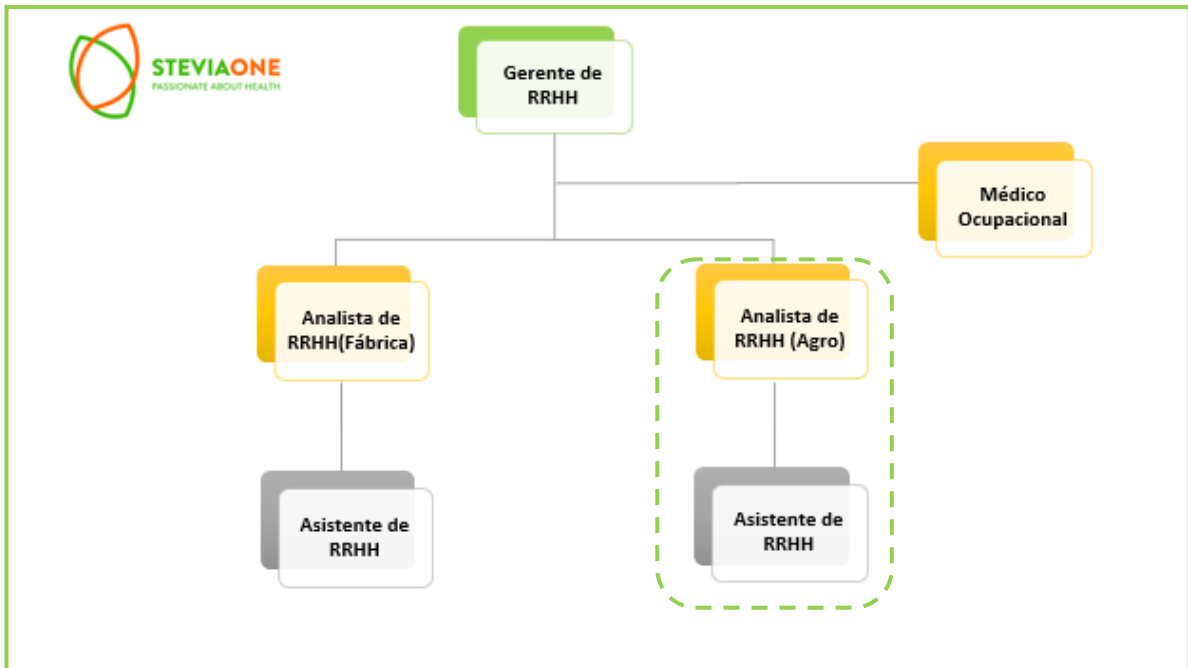 STEVIAONE
PASSIONATE ABOUT HEALTH
Gerente de
RRHH
Médico
Ocupacional
Analista de
RRHH(Fábrica)
Analista de
RRHH (Agro)
Asistente de
RRHH
Asistente de
RRHH